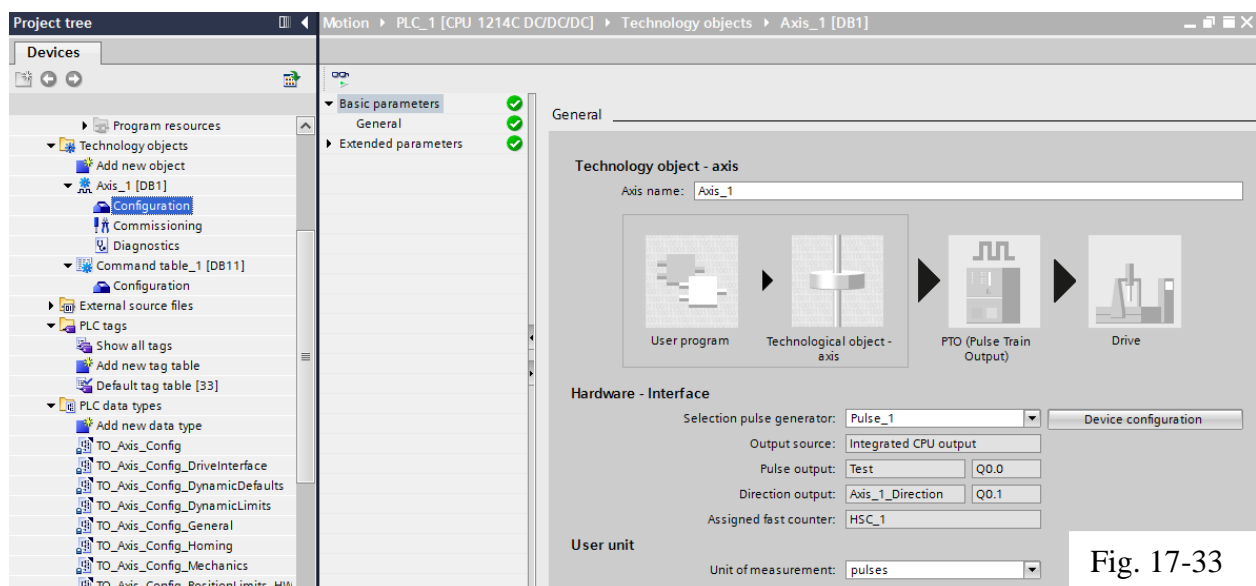 Project tree
Motion ▸ PLC_1 [CPU 1214C DC/DC/DC] ▸ Technology objects ▸ Axis_1 [DB1]
Devices
Program resources
Technology objects
Add new object
Axis_1 [DB1]
Configuration
Commissioning
Diagnostics
Command table_1 [DB11]
Configuration
External source files
PLC tags
Show all tags
Add new tag table
Default tag table [33]
PLC data types
Add new data type
TO_Axis_Config
TO_Axis_Config_DriveInterface
TO_Axis_Config_DynamicDefaults
TO_Axis_Config_DynamicLimits
TO_Axis_Config_General
TO_Axis_Config_Homing
TO_Axis_Config_Mechanics
TO_Axis_Config_PositionLimits_HW
Basic parameters
General
Extended parameters
General
Technology object - axis
Axis name: Axis_1
User program
Technological object - axis
PTO (Pulse Train Output)
Drive
Hardware - Interface
Selection pulse generator: Pulse_1 Device configuration
Output source: Integrated CPU output
Pulse output: Test Q0.0
Direction output: Axis_1_Direction Q0.1
Assigned fast counter: HSC_1
User unit
Unit of measurement: pulses
Fig. 17-33